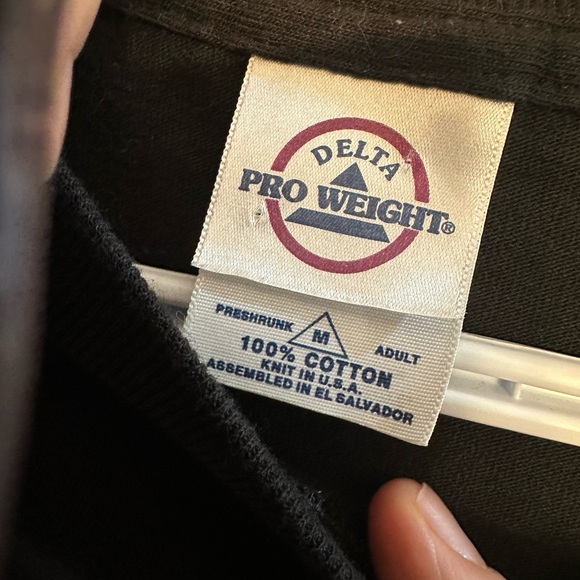 DELTA
PRO WEIGHT®
PRESHRUNK M ADULT
100% COTTON
KNIT IN U.S.A.
ASSEMBLED IN EL SALVADOR